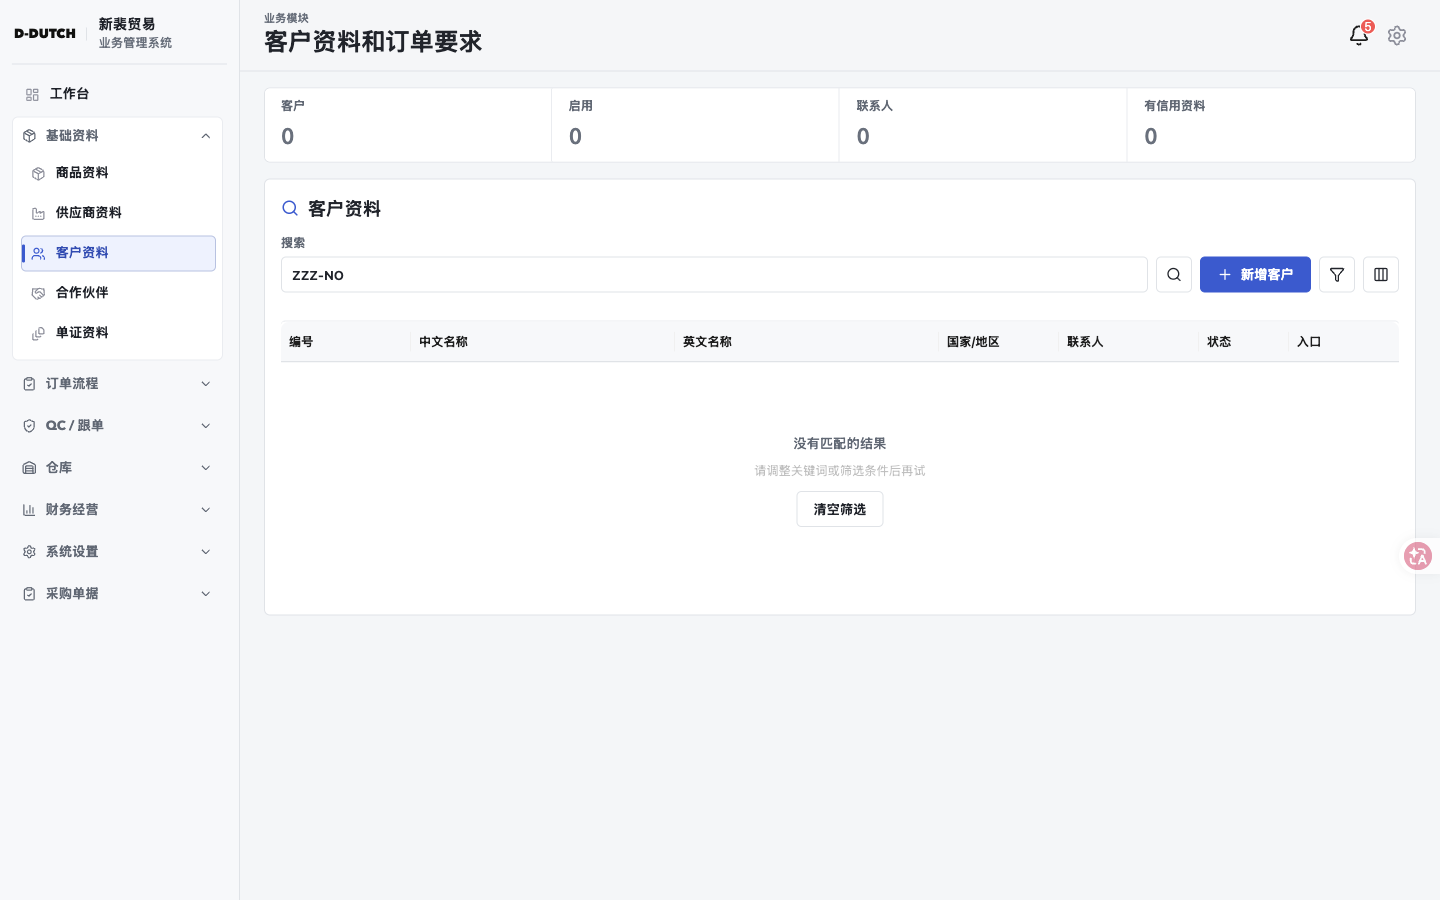 D-DUTCH
新裴贸易
业务管理系统
工作台
基础资料
商品资料
供应商资料
客户资料
合作伙伴
单证资料
订单流程
QC / 跟单
仓库
财务经营
系统设置
采购单据
业务模块
客户资料和订单要求
5
客户
0
启用
0
联系人
0
有信用资料
0
客户资料
搜索
ZZZ-NO
新增客户
编号 中文名称 英文名称 国家/地区 联系人 状态 入口
没有匹配的结果
请调整关键词或筛选条件后再试
清空筛选